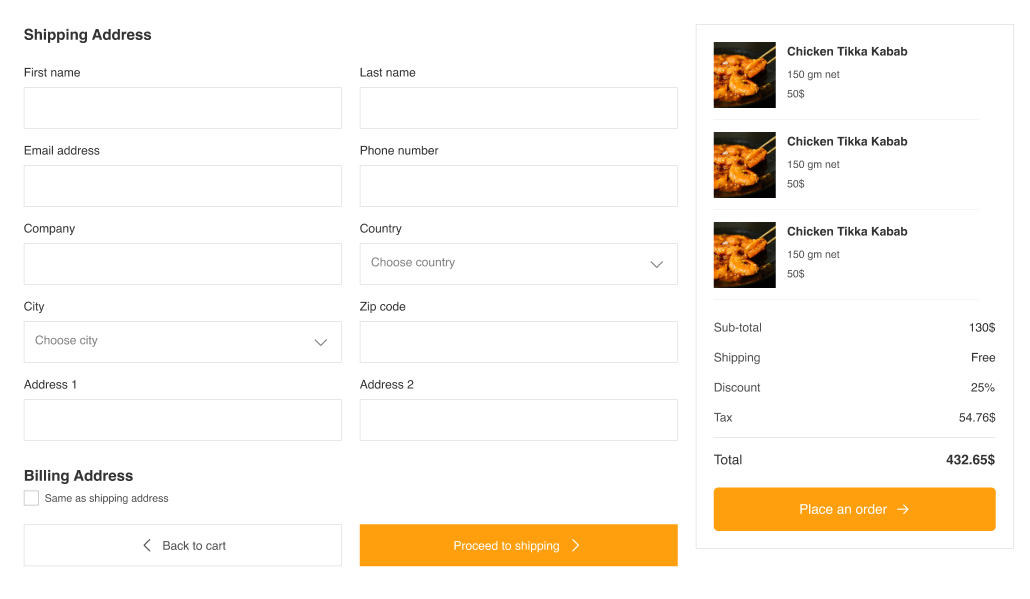 Shipping Address
First name
Last name
Email address
Phone number
Company
Country
Choose country
City
Zip code
Choose city
Address 1
Address 2
Billing Address
Same as shipping address
Back to cart
Proceed to shipping
Chicken Tikka Kabab
150 gm net
50$
Chicken Tikka Kabab
150 gm net
50$
Chicken Tikka Kabab
150 gm net
50$
Sub-total 130$
Shipping Free
Discount 25%
Tax 54.76$
Total 432.65$
Place an order